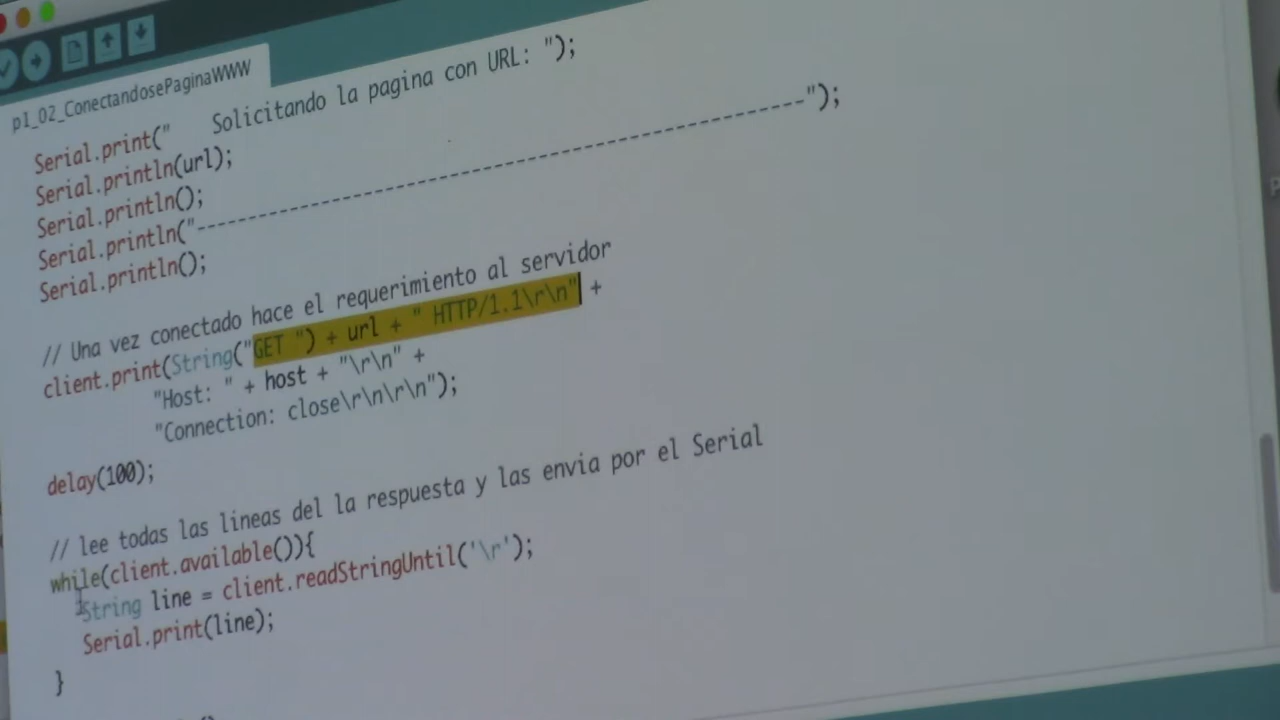 p1_02_ConectandosePaginaWWW
Serial.print("    Solicitando la pagina con URL: ");
Serial.println(url);
Serial.println();
Serial.println("------------------------------------------------------------------------");
Serial.println();
// Una vez conectado hace el requerimiento al servidor
client.print(String("GET ") + url + " HTTP/1.1\r\n" +
"Host: " + host + "\r\n" +
"Connection: close\r\n\r\n");
delay(100);
// lee todas las lineas del la respuesta y las envia por el Serial
while(client.available()){
String line = client.readStringUntil('\r');
Serial.print(line);
}